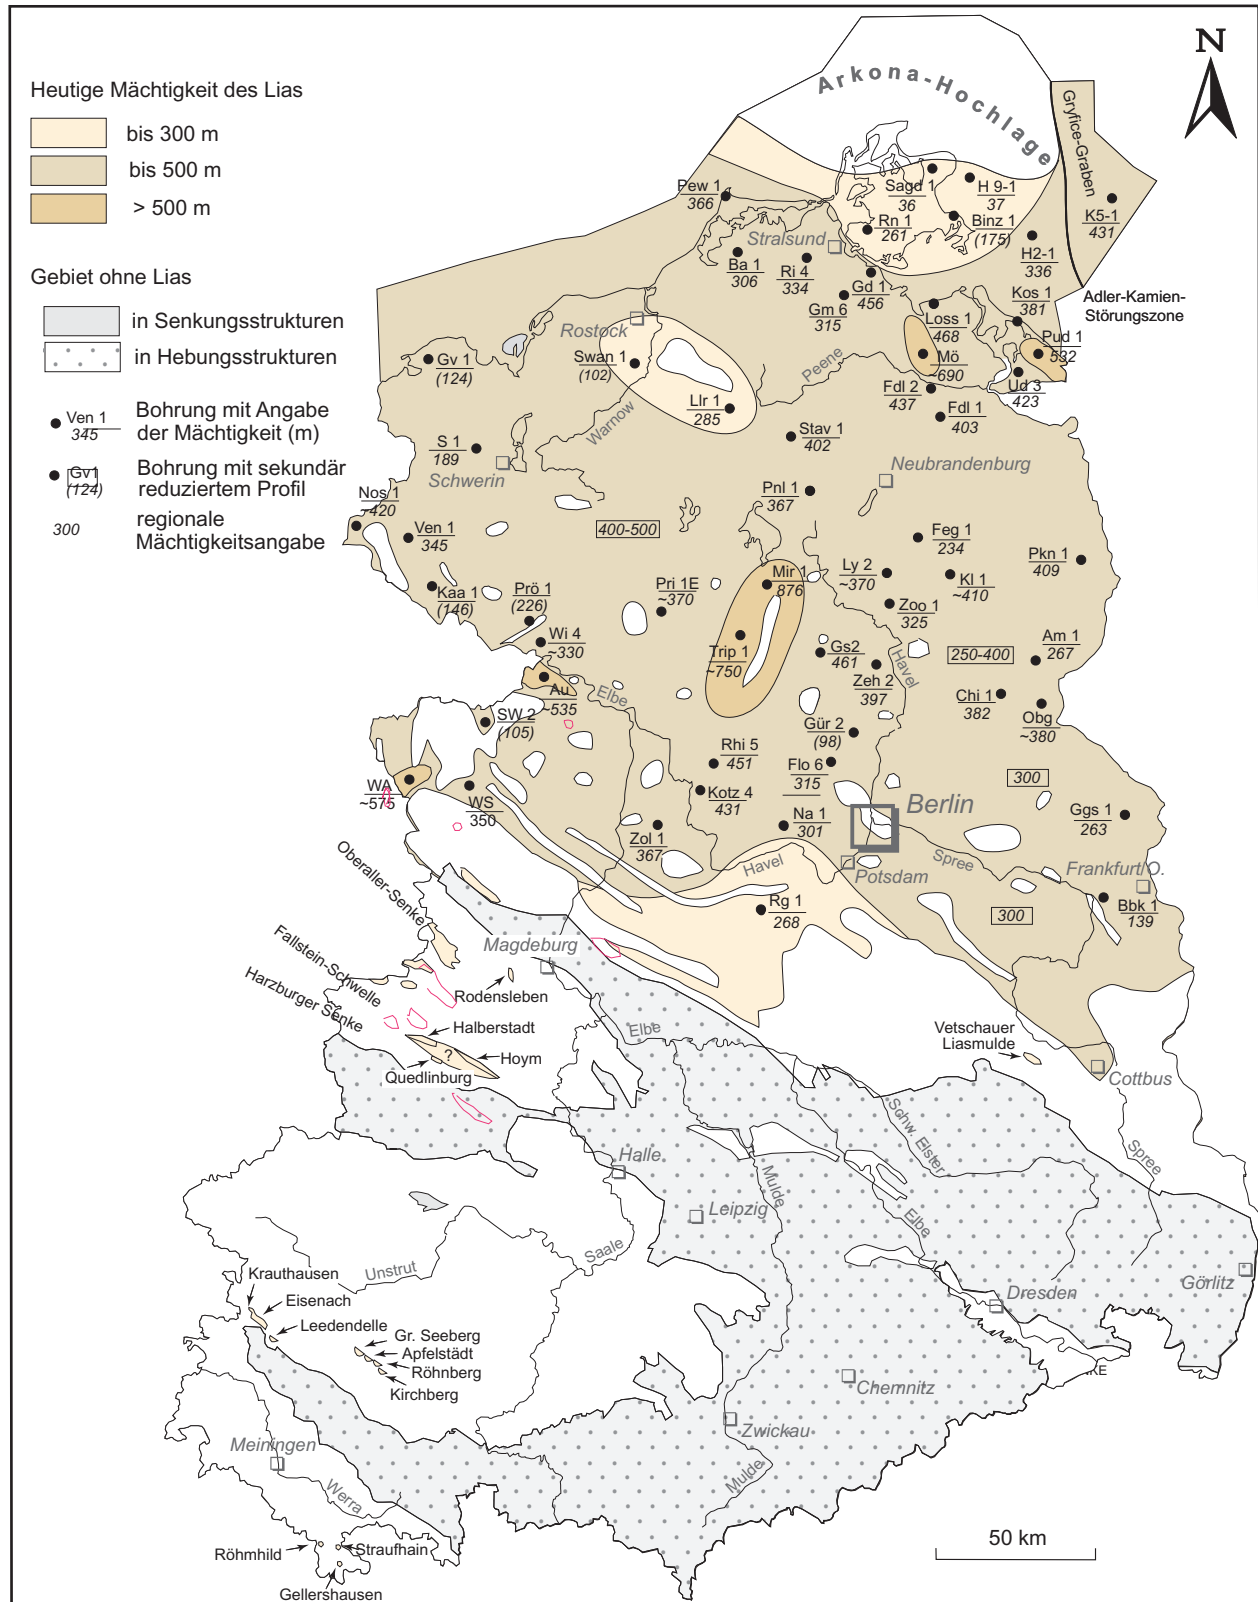 Heutige Mächtigkeit des Lias
bis 300 m
bis 500 m
> 500 m
Gebiet ohne Lias
in Senkungsstrukturen
in Hebungsstrukturen
Ven 1
345
Bohrung mit Angabe
der Mächtigkeit (m)
Gv1
(124)
Bohrung mit sekundär
reduziertem Profil
300
regionale
Mächtigkeitsangabe
N
Arkona-Hochlage
Gryfice-Graben
Adler-Kamien-
Störungszone
Pew 1
366
Sagd 1
36
H 9-1
37
K5-1
431
Rn 1
261
Binz 1
(175)
H2-1
336
Stralsund
Ba 1
306
Ri 4
334
Gd 1
456
Gm 6
315
Kos 1
381
Loss 1
468
Pud 1
532
Rostock
Mö
~690
Ud 3
423
Swan 1
(102)
Gv 1
(124)
Peene
Fdl 2
437
Fdl 1
403
Llr 1
285
Warnow
Stav 1
402
S 1
189
Schwerin
Neubrandenburg
Pnl 1
367
Nos 1
~420
Ven 1
345
400-500
Feg 1
234
Pkn 1
409
Kaa 1
(146)
Prö 1
(226)
Pri 1E
~370
Mir 1
876
Ly 2
~370
Kl 1
~410
Zoo 1
325
Wi 4
~330
Trip 1
~750
Gs2
461
Havel
250-400
Am 1
267
Zeh 2
397
Au
~535
Elbe
Chi 1
382
Obg
~380
SW 2
(105)
Gür 2
(98)
Rhi 5
451
Flo 6
315
300
WA
~575
WS
350
Kotz 4
431
Berlin
Ggs 1
263
Zol 1
367
Na 1
301
Havel
Potsdam
Spree
Frankfurt/O.
Oberaller-Senke
Rg 1
268
300
Bbk 1
139
Fallstein-Schwelle
Magdeburg
Harzburger Senke
Rodensleben
Halberstadt
?
Hoym
Quedlinburg
Elbe
Vetschauer
Liasmulde
Cottbus
Schw. Elster
Spree
Halle
Mulde
Leipzig
Elbe
Saale
Unstrut
Krauthausen
Eisenach
Leedendelle
Gr. Seeberg
Apfelstädt
Röhnberg
Kirchberg
Görlitz
Dresden
Chemnitz
Zwickau
Mulde
Meiningen
Werra
Röhmhild
Straufhain
Gellershausen
50 km